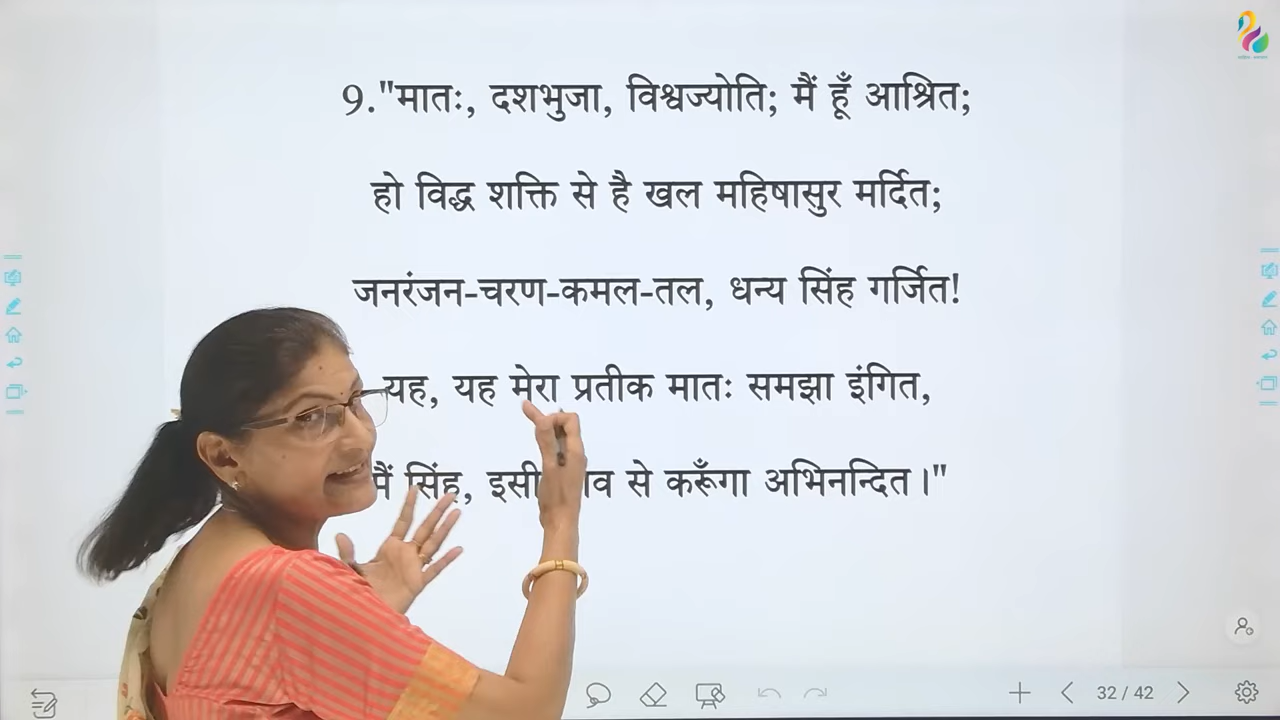 9."मातः, दशभुजा, विश्वज्योति; मैं हूँ आश्रित;
हो विद्ध शक्ति से है खल महिषासुर मर्दित;
जनरंजन-चरण-कमल-तल, धन्य सिंह गर्जित!
यह, यह मेरा प्रतीक मातः समझा इंगित,
मैं सिंह, इसी से करूँगा अभिनन्दित।"
32 / 42